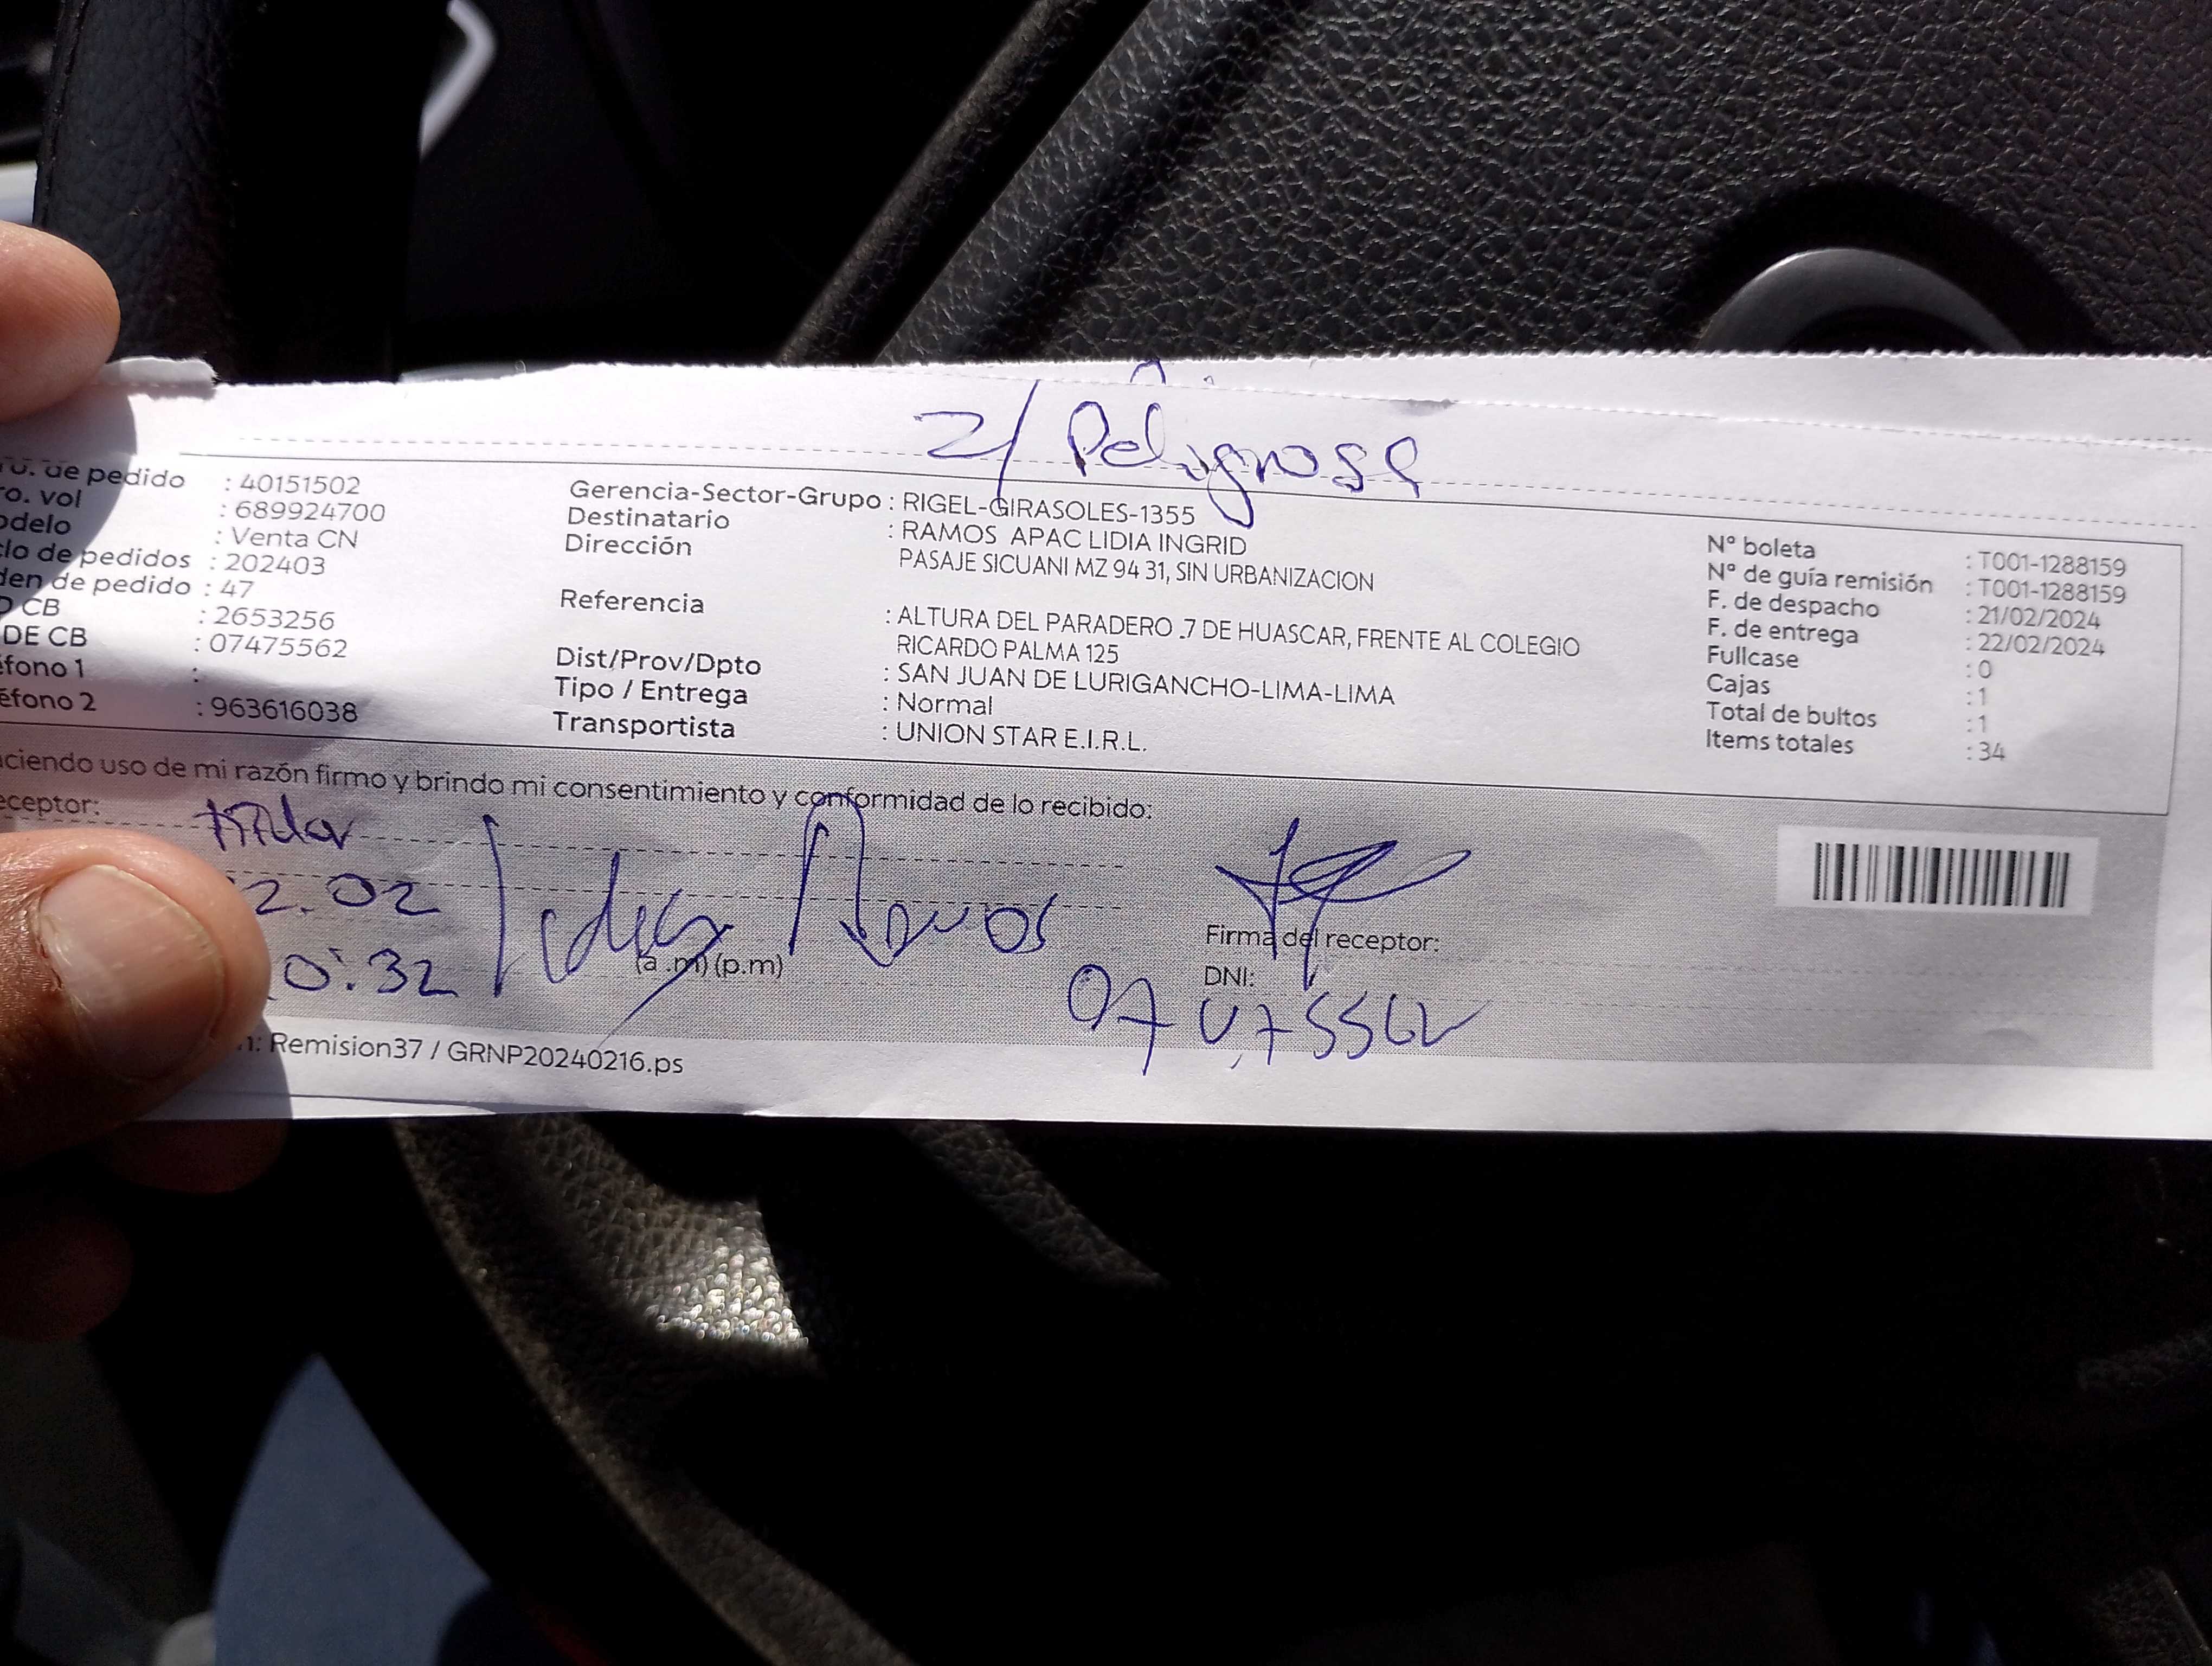 Z/ Peligrosa
de pedido : 40151502
ro. vol : 689924700
odelo : Venta CN
clo de pedidos : 202403
den de pedido : 47
CB : 2653256
DE CB : 07475562
éfono 1 :
éfono 2 : 963616038
Gerencia-Sector-Grupo : RIGEL-GIRASOLES-1355
Destinatario : RAMOS APAC LIDIA INGRID
Dirección PASAJE SICUANI MZ 94 31, SIN URBANIZACION
Referencia : ALTURA DEL PARADERO .7 DE HUASCAR, FRENTE AL COLEGIO
RICARDO PALMA 125
Dist/Prov/Dpto : SAN JUAN DE LURIGANCHO-LIMA-LIMA
Tipo / Entrega : Normal
Transportista : UNION STAR E.I.R.L.
N° boleta : T001-1288159
N° de guía remisión : T001-1288159
F. de despacho : 21/02/2024
F. de entrega : 22/02/2024
Fullcase : 0
Cajas : 1
Total de bultos : 1
Items totales : 34
aciendo uso de mi razón firmo y brindo mi consentimiento y conformidad de lo recibido:
eceptor: titular
2.02
0:32
Ramos
(a .m) (p.m)
Firma del receptor:
DNI:
07475562
n: Remision37 / GRNP20240216.ps